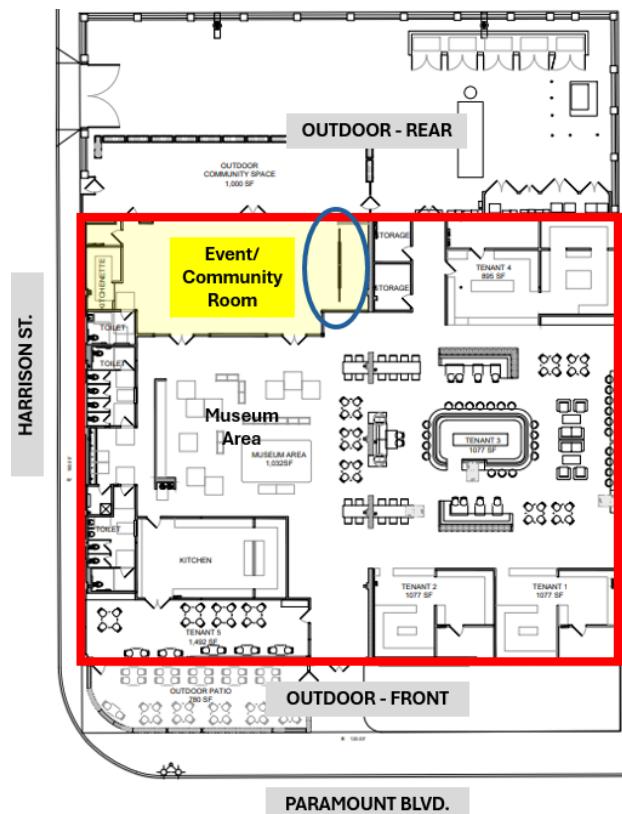 OUTDOOR - REAR
OUTDOOR
COMMUNITY SPACE
1,000 SF
Event/
Community
Room
KITCHENETTE
STORAGE
STORAGE
TENANT 4
895 SF
TOILET
TOILET
HARRISON ST.
Museum
Area
MUSEUM AREA
1,032SF
TENANT 3
1077 SF
TOILET
KITCHEN
TENANT 2
1077 SF
TENANT 1
1077 SF
TENANT 5
1,492 SF
OUTDOOR PATIO
780 SF
OUTDOOR - FRONT
PARAMOUNT BLVD.